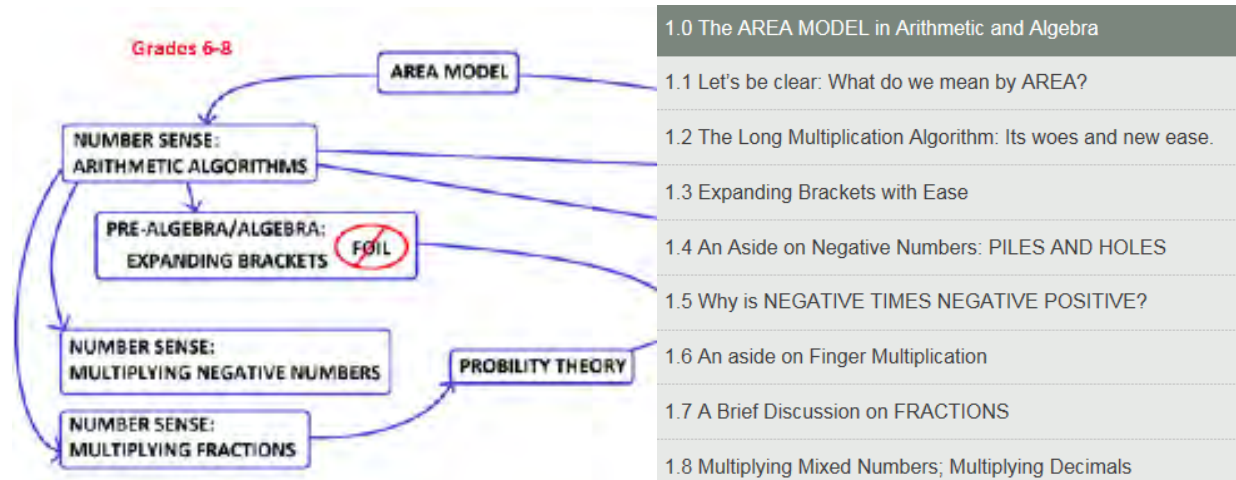 Grades 6-8
AREA MODEL
NUMBER SENSE:
ARITHMETIC ALGORITHMS
PRE-ALGEBRA/ALGEBRA:
EXPANDING BRACKETS
FOIL
NUMBER SENSE:
MULTIPLYING NEGATIVE NUMBERS
PROBILITY THEORY
NUMBER SENSE:
MULTIPLYING FRACTIONS
1.0 The AREA MODEL in Arithmetic and Algebra
1.1 Let's be clear: What do we mean by AREA?
1.2 The Long Multiplication Algorithm: Its woes and new ease.
1.3 Expanding Brackets with Ease
1.4 An Aside on Negative Numbers: PILES AND HOLES
1.5 Why is NEGATIVE TIMES NEGATIVE POSITIVE?
1.6 An aside on Finger Multiplication
1.7 A Brief Discussion on FRACTIONS
1.8 Multiplying Mixed Numbers; Multiplying Decimals